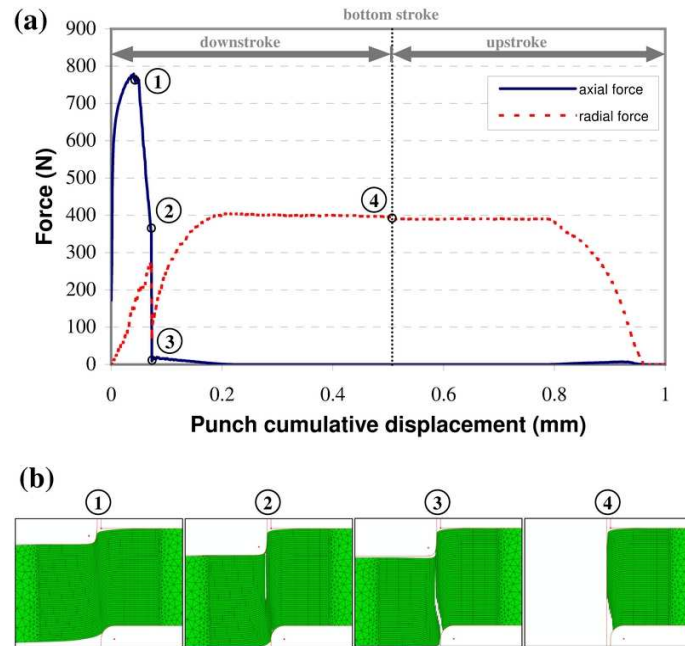 (a)
bottom stroke
downstroke
upstroke
900
800
700
600
500
400
300
200
100
0
Force (N)
1
2
3
4
axial force
radial force
0 0.2 0.4 0.6 0.8 1
Punch cumulative displacement (mm)
(b)
1 2 3 4